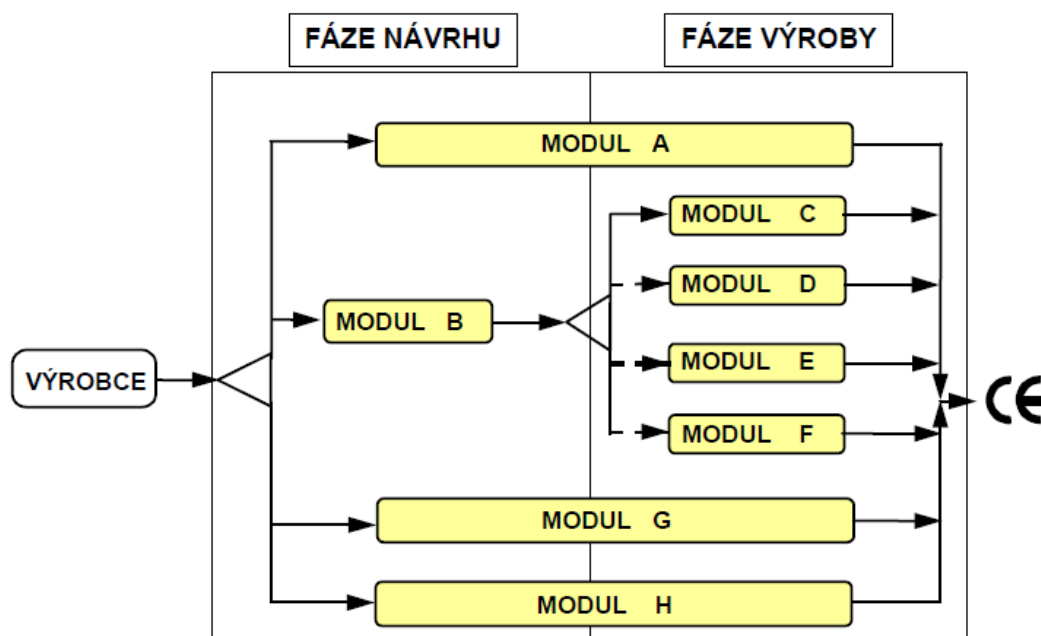 FÁZE NÁVRHU
FÁZE VÝROBY
MODUL A
MODUL C
MODUL D
MODUL B
MODUL E
VÝROBCE
CE
MODUL F
MODUL G
MODUL H